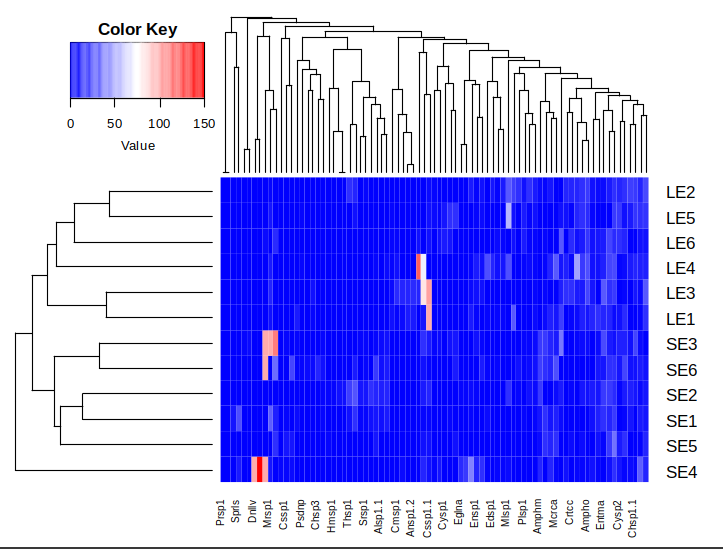 Color Key
0 50 100 150
Value
LE2
LE5
LE6
LE4
LE3
LE1
SE3
SE6
SE2
SE1
SE5
SE4
Prsp1
Spris
Driliv
Mrsp1
Cssp1
Psdnp
Chsp3
Hmsp1
Thsp1
Srsp1
Alsp1.1
Cmsp1
Ansp1.2
Cssp1.1
Cysp1
Eglna
Ensp1
Edsp1
Mlsp1
Plsp1
Amphm
Mcrca
Crtcc
Ampho
Entma
Cysp2
Chsp1.1